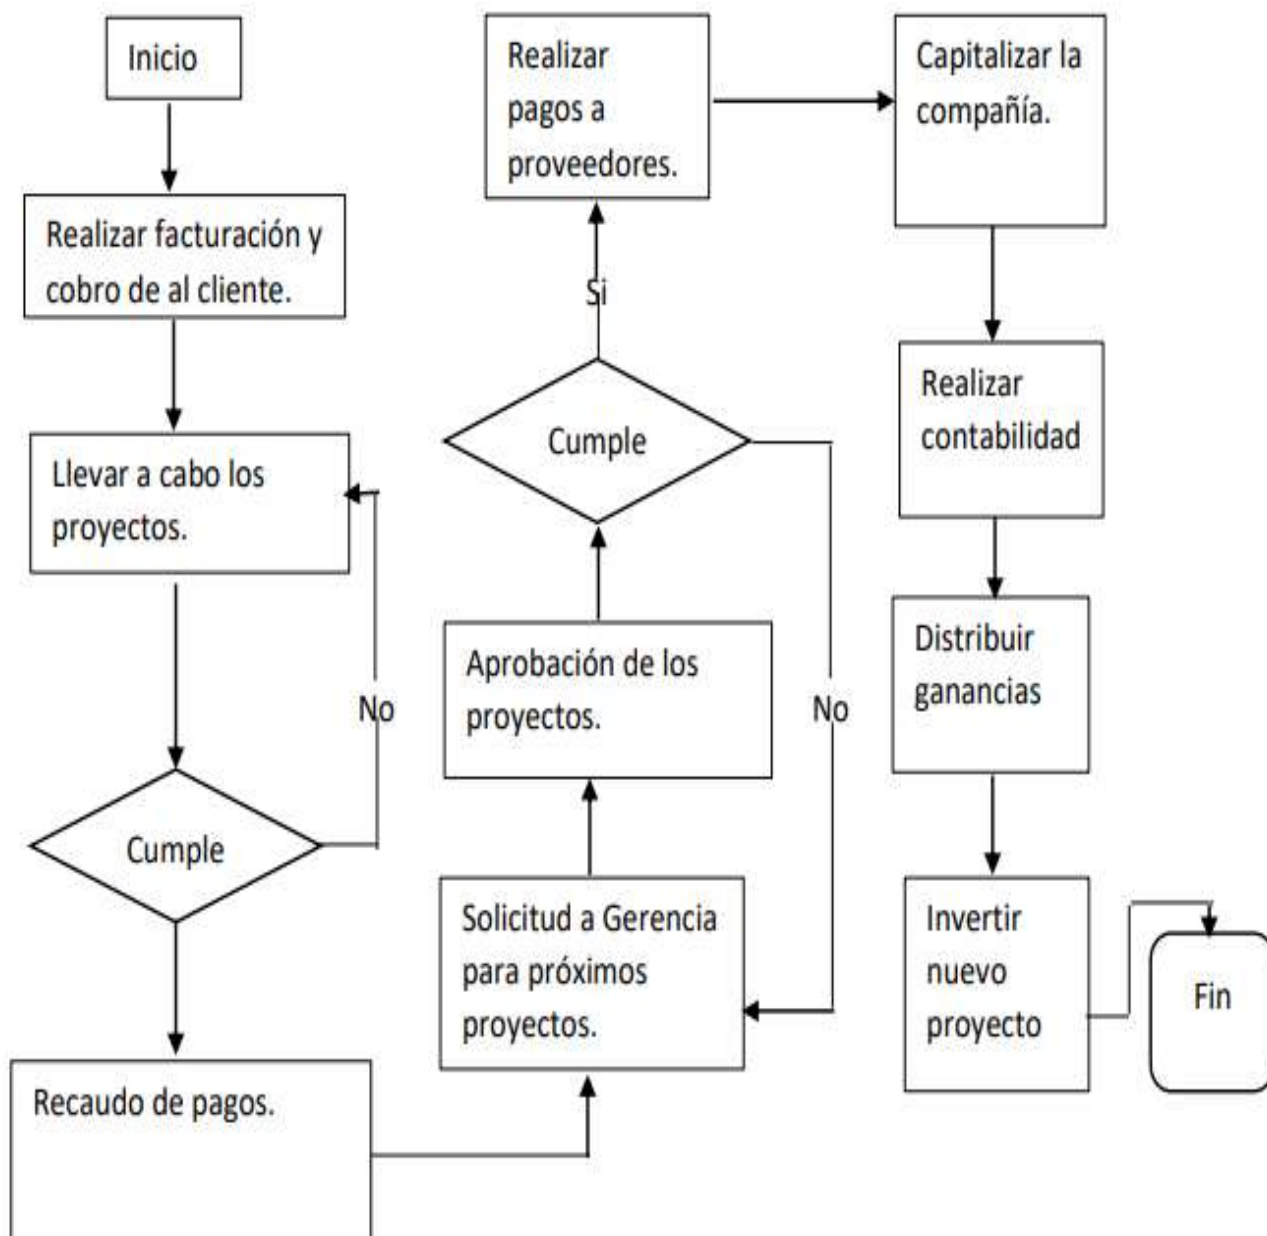 Inicio
Realizar facturación y
cobro de al cliente.
Llevar a cabo los
proyectos.
No
Cumple
Recaudo de pagos.
Solicitud a Gerencia
para próximos
proyectos.
Aprobación de los
proyectos.
Cumple
No
Si
Realizar
pagos a
proveedores.
Capitalizar la
compañía.
Realizar
contabilidad
Distribuir
ganancias
Invertir
nuevo
proyecto
Fin